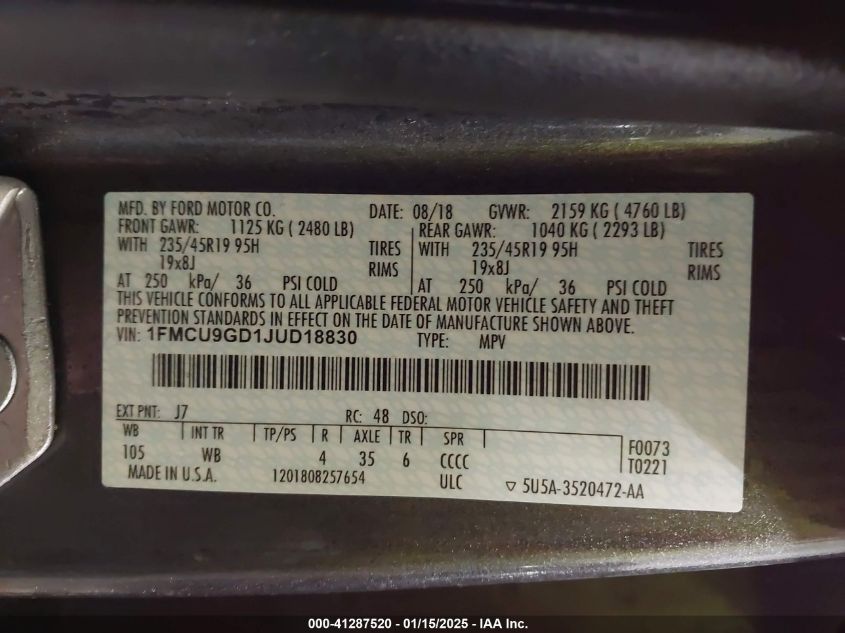 MFD. BY FORD MOTOR CO. DATE: 08/18 GVWR: 2159 KG ( 4760 LB)
FRONT GAWR: 1125 KG ( 2480 LB) REAR GAWR: 1040 KG ( 2293 LB)
WITH 235/45R19 95H TIRES WITH 235/45R19 95H TIRES
19x8J RIMS 19x8J RIMS
AT 250 kPa/ 36 PSI COLD AT 250 kPa/ 36 PSI COLD
THIS VEHICLE CONFORMS TO ALL APPLICABLE FEDERAL MOTOR VEHICLE SAFETY AND THEFT
PREVENTION STANDARDS IN EFFECT ON THE DATE OF MANUFACTURE SHOWN ABOVE.
VIN: 1FMCU9GD1JUD18830 TYPE: MPV
EXT PNT: J7 RC: 48 DSO:
WB INT TR TP/PS R AXLE TR SPR F0073
105 WB 4 35 6 CCCC T0221
MADE IN U.S.A. 1201808257654 ULC ▽ 5U5A-3520472-AA
000-41287520 - 01/15/2025 - IAA Inc.